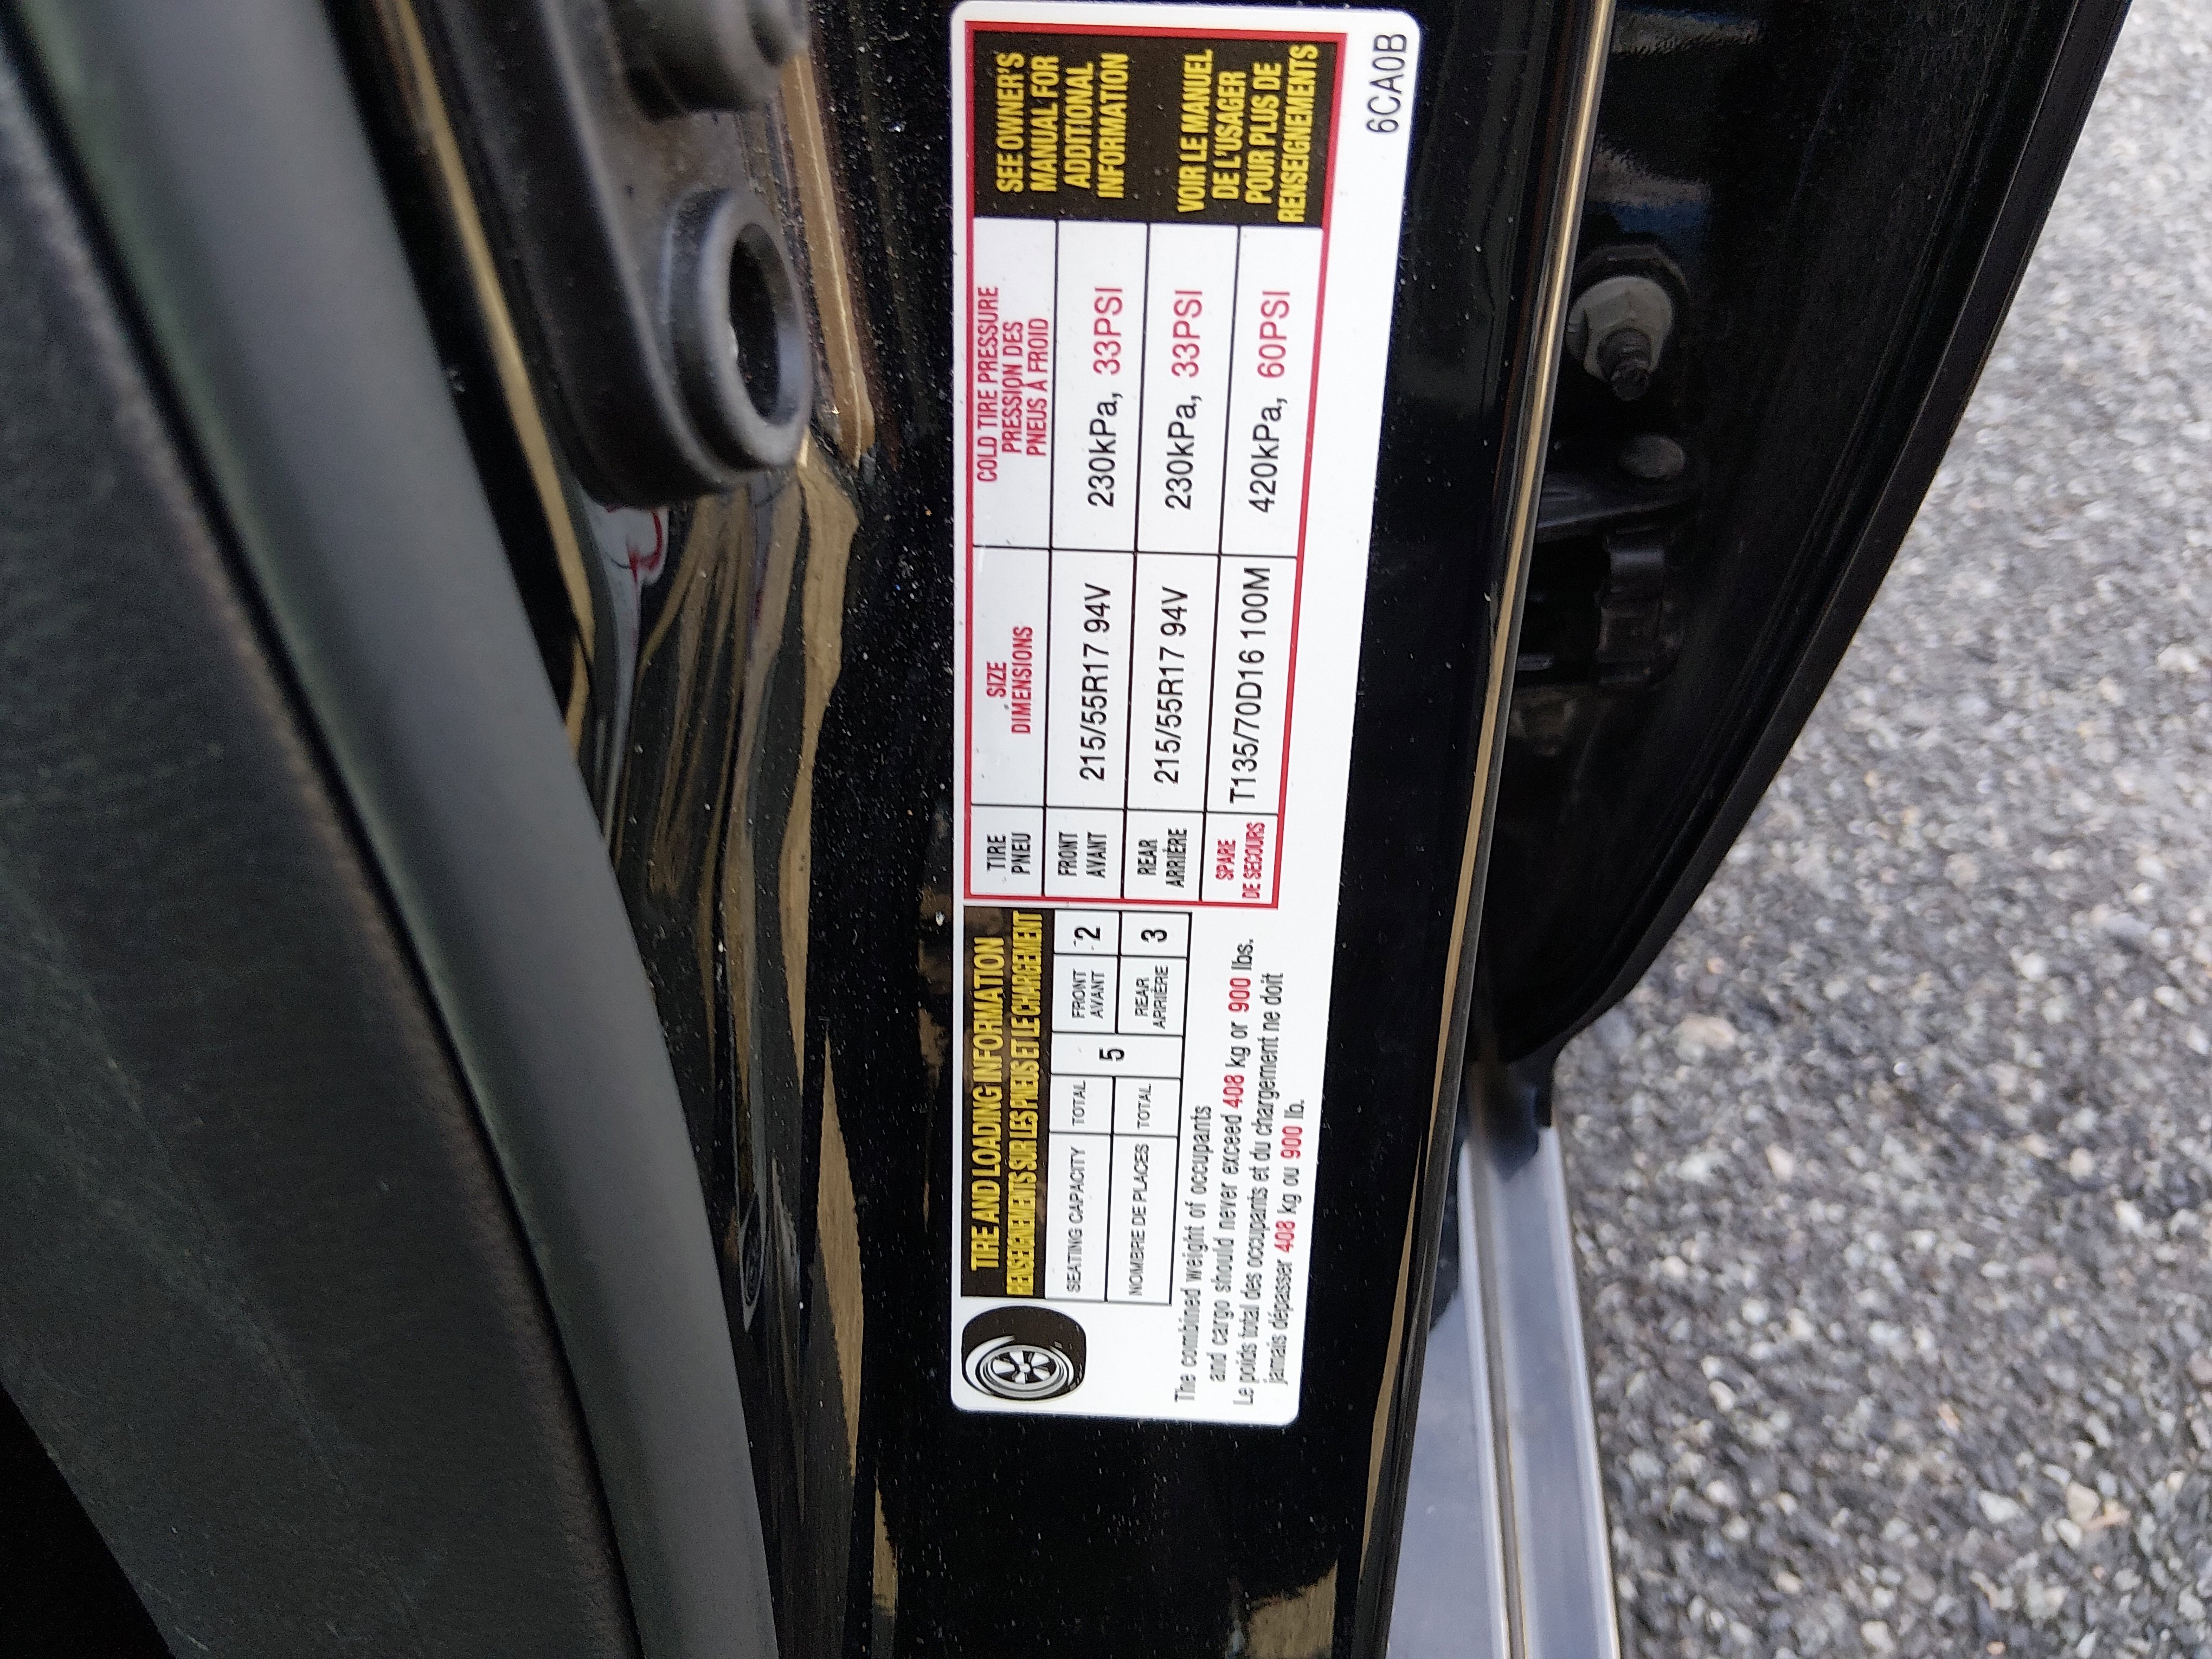 TIRE AND LOADING INFORMATION
RENSEIGNEMENTS SUR LES PNEUS ET LE CHARGEMENT
SEATING CAPACITY TOTAL 5 FRONT AVANT 2
NOMBRE DE PLACES TOTAL REAR ARRIÈRE 3
The combined weight of occupants
and cargo should never exceed 408 kg or 900 lbs.
Le poids total des occupants et du chargement ne doit
jamais dépasser 408 kg ou 900 lb.
TIRE PNEU
SIZE
DIMENSIONS
COLD TIRE PRESSURE
PRESSION DES
PNEUS À FROID
FRONT AVANT 215/55R17 94V 230kPa, 33PSI
REAR ARRIÈRE 215/55R17 94V 230kPa, 33PSI
SPARE DE SECOURS T135/70D16 100M 420kPa, 60PSI
SEE OWNER'S
MANUAL FOR
ADDITIONAL
INFORMATION
VOIR LE MANUEL
DE L'USAGER
POUR PLUS DE
RENSEIGNEMENTS
6CA0B